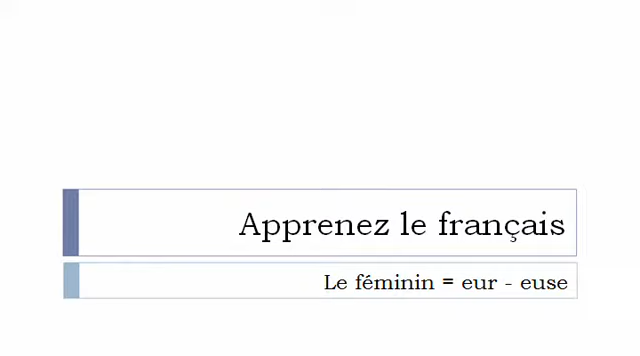 Apprenez le français
Le féminin = eur - euse